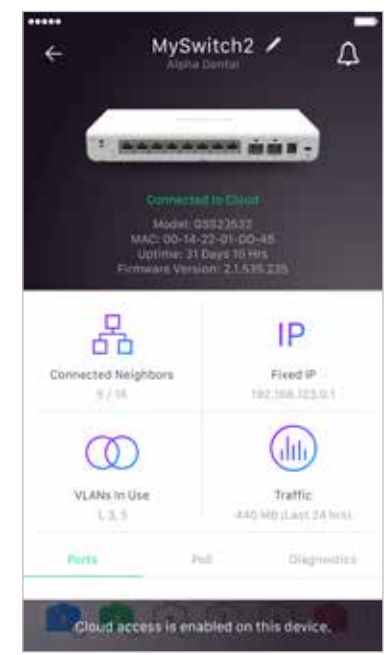 MySwitch2
Alpha Dental
Connected to Cloud
Model: GSS23522
MAC: 00-14-22-01-00-45
Uptime: 31 Days 10 Hrs
Firmware Version: 2.1.535.235
IP
Connected Neighbors
Fixed IP
5 / 16
192.168.123.0.1
VLANs In Use
Traffic
1, 3, 5
440 MB (Last 24 hrs)
Ports
PoE
Diagnostics
Cloud access is enabled on this device.